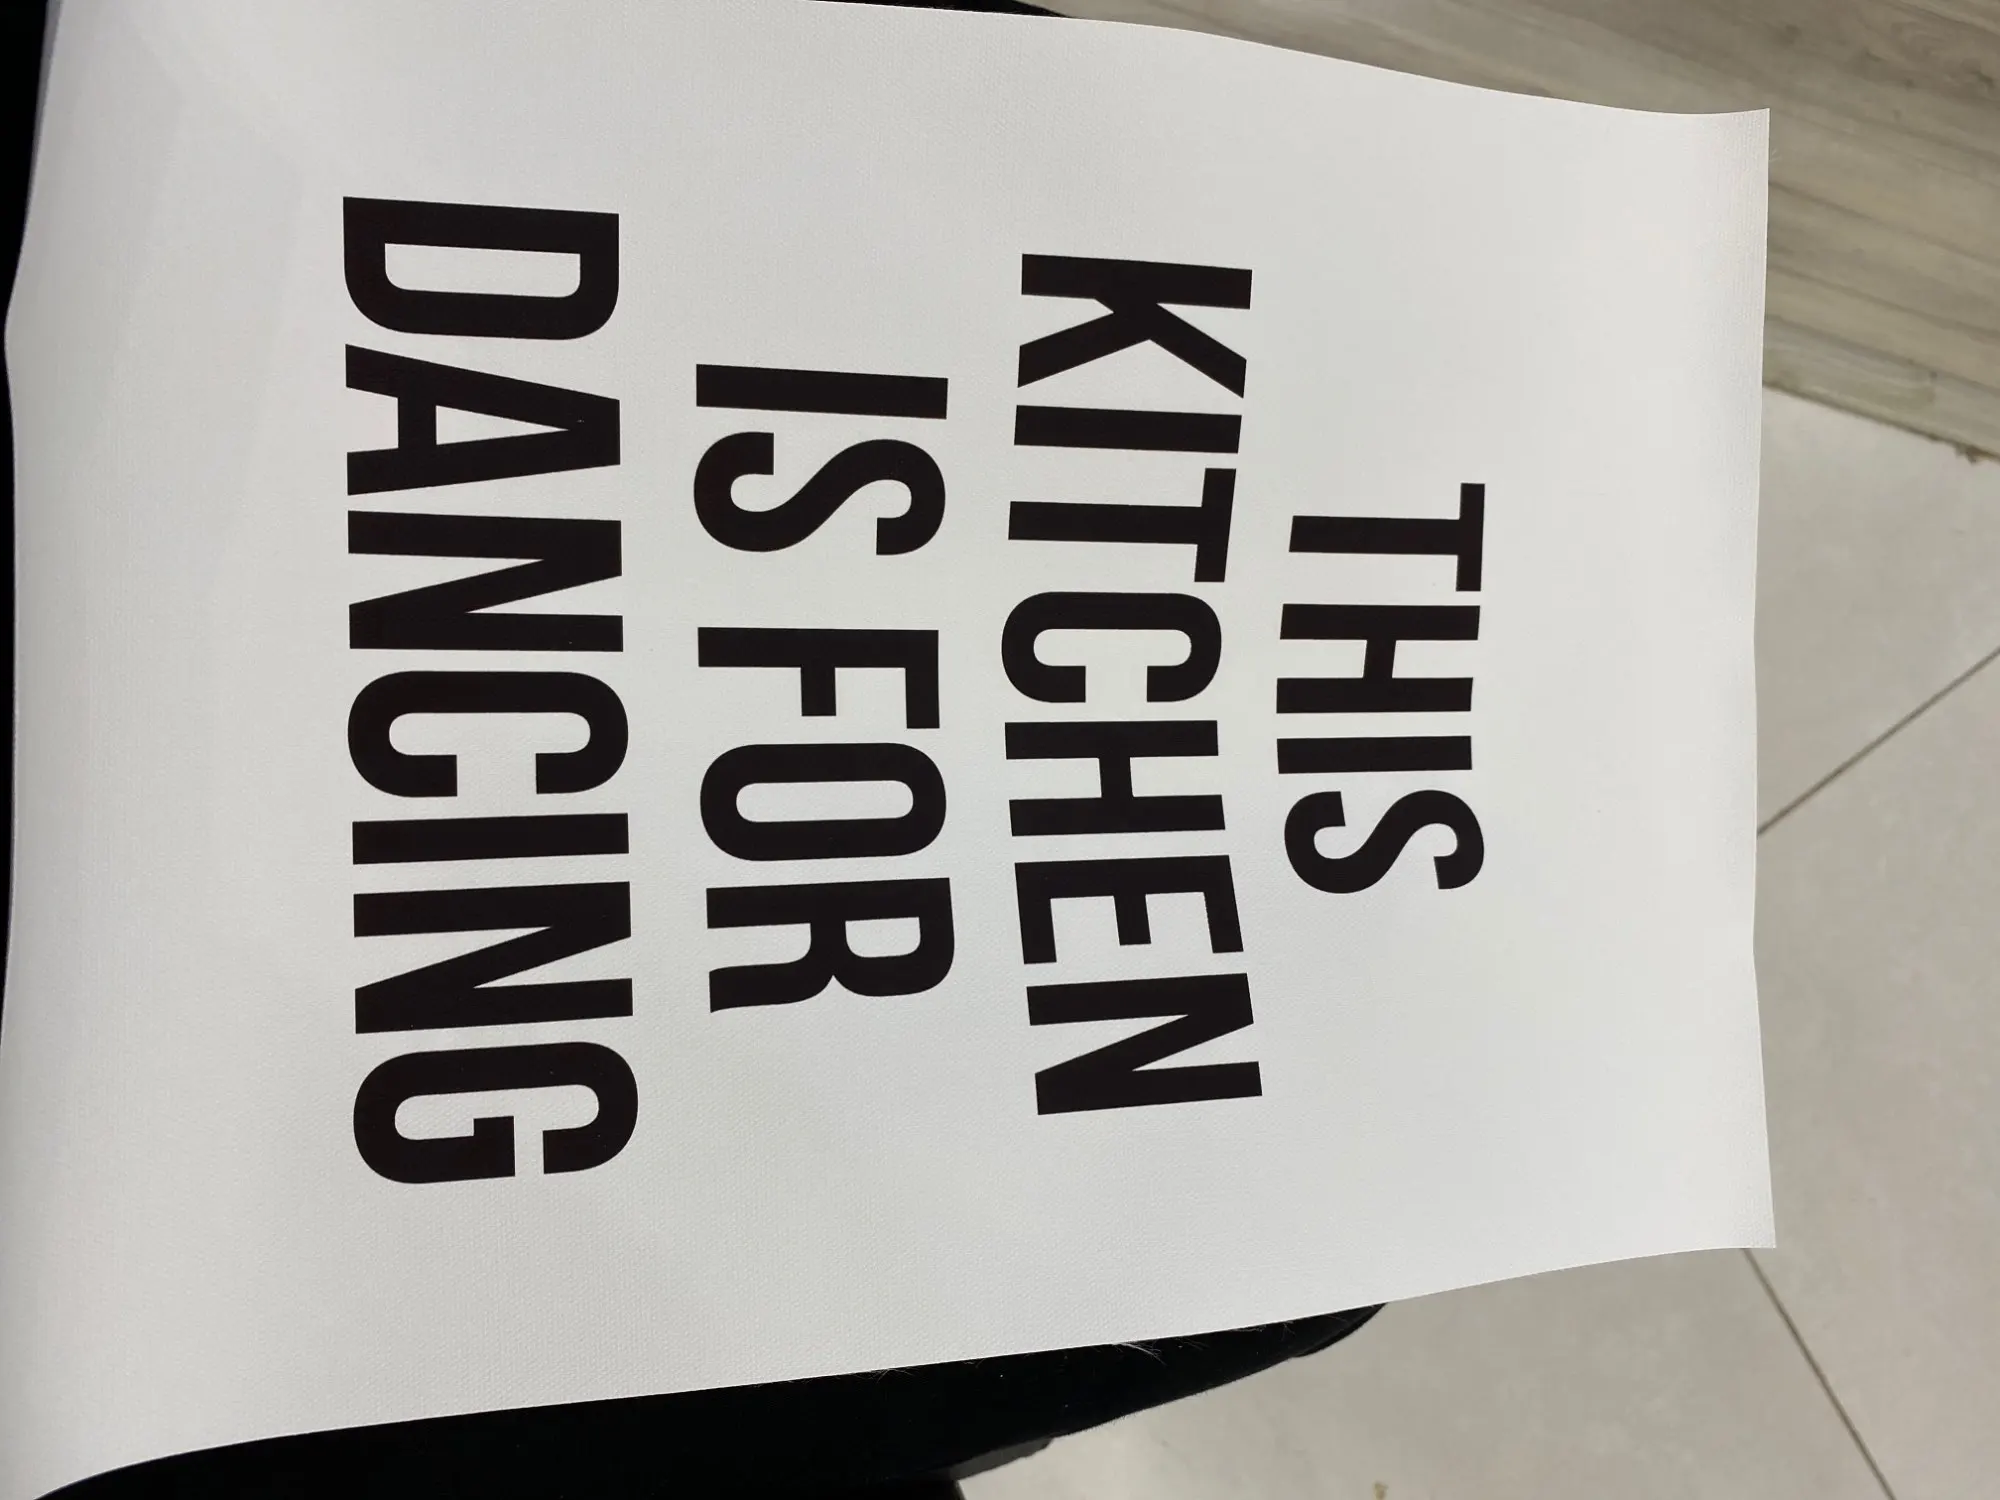 THIS
KITCHEN
IS FOR
DANCING